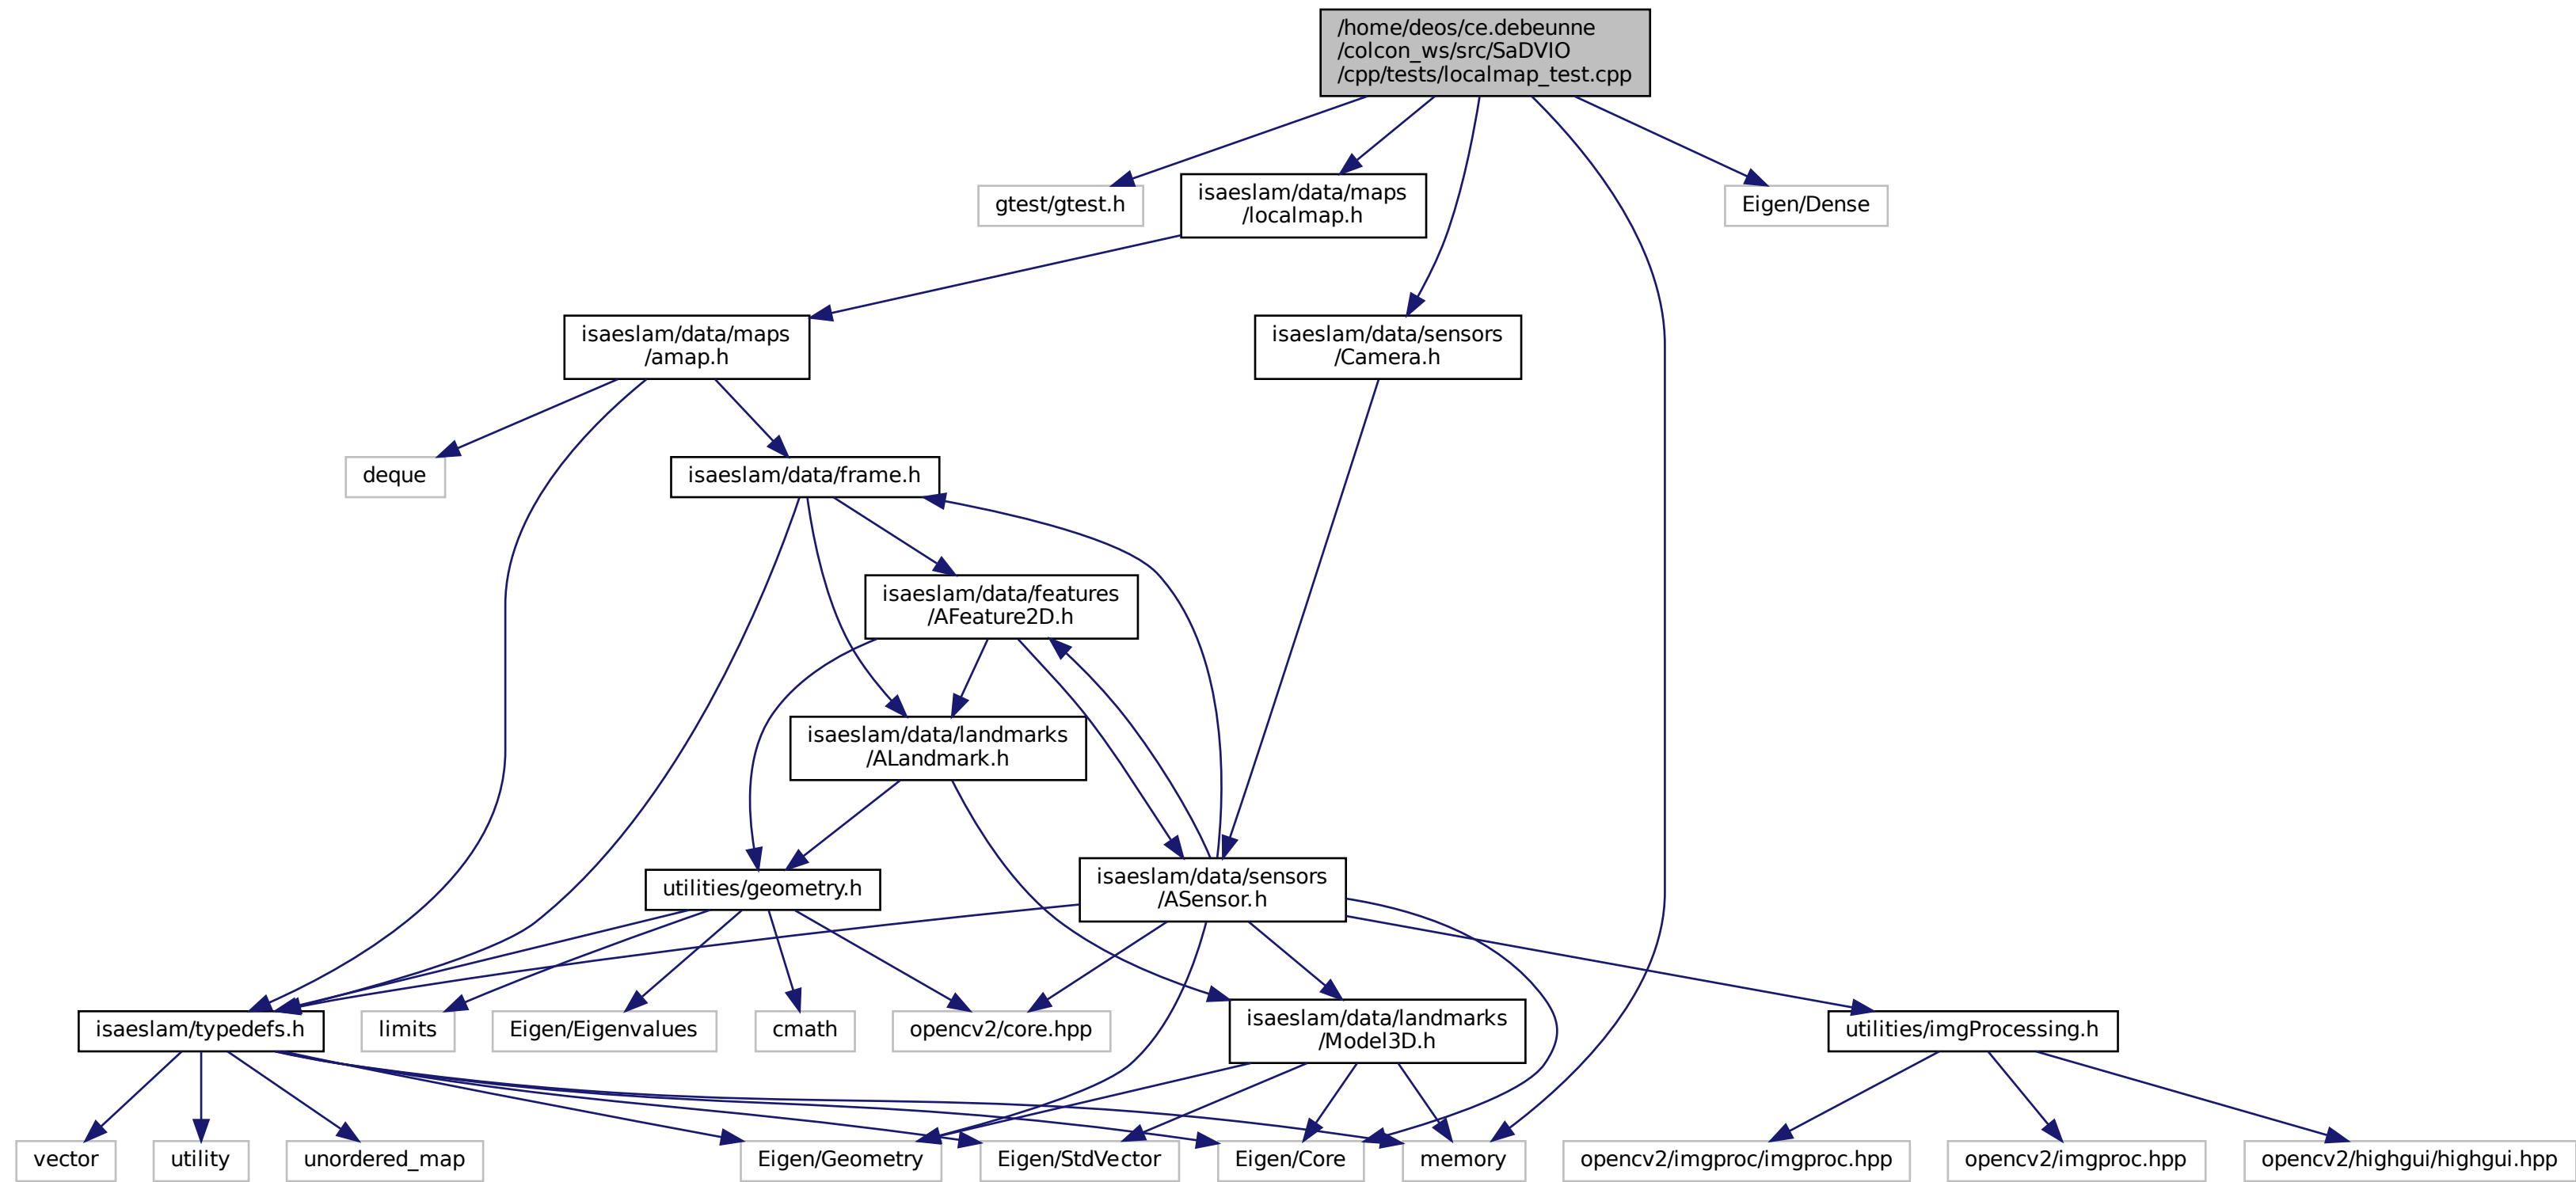 /home/deos/ce.debeunne
/colcon_ws/src/SaDVIO
/cpp/tests/localmap_test.cpp
gtest/gtest.h
isaeslam/data/maps
/localmap.h
Eigen/Dense
isaeslam/data/maps
/amap.h
isaeslam/data/sensors
/Camera.h
deque
isaeslam/data/frame.h
isaeslam/data/features
/AFeature2D.h
isaeslam/data/landmarks
/ALandmark.h
utilities/geometry.h
isaeslam/data/sensors
/ASensor.h
isaeslam/typedefs.h
limits
Eigen/Eigenvalues
cmath
opencv2/core.hpp
isaeslam/data/landmarks
/Model3D.h
utilities/imgProcessing.h
vector
utility
unordered_map
Eigen/Geometry
Eigen/StdVector
Eigen/Core
memory
opencv2/imgproc/imgproc.hpp
opencv2/imgproc.hpp
opencv2/highgui/highgui.hpp